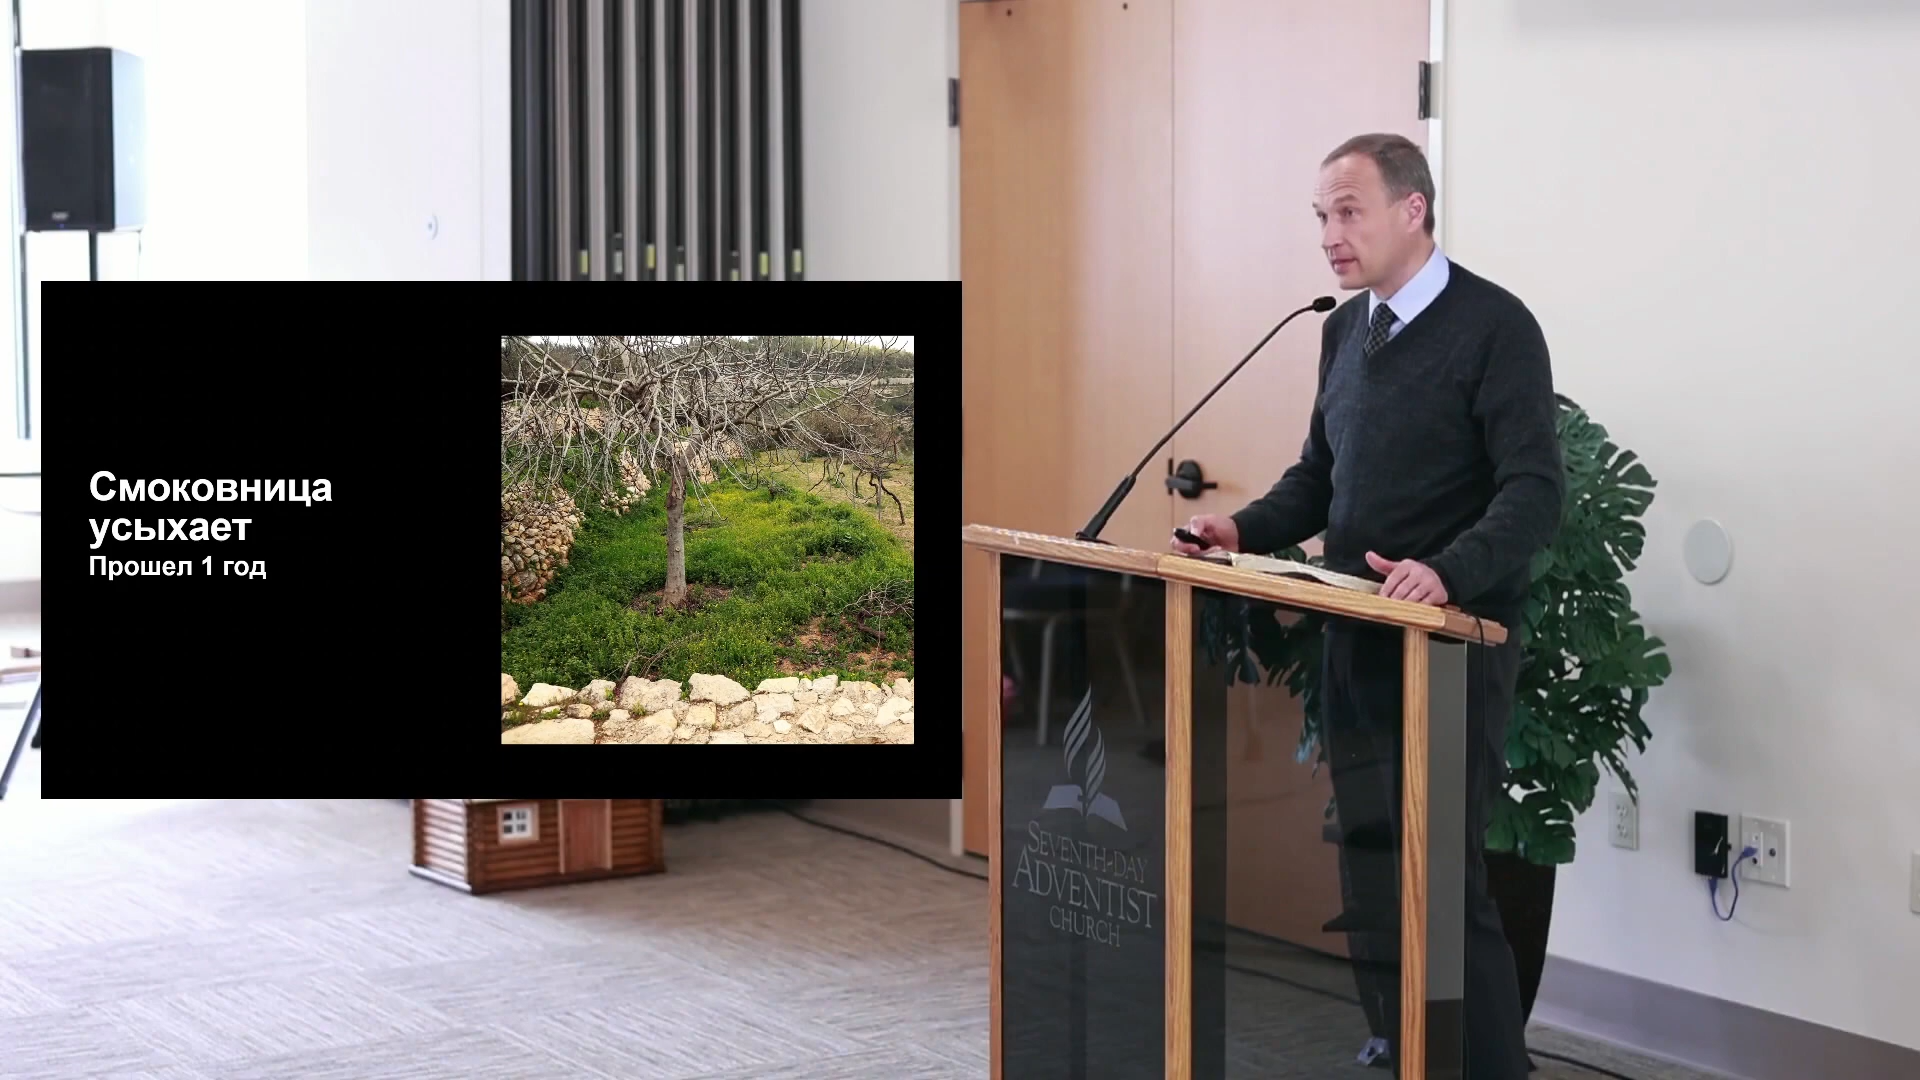 Смоковница
усыхает
Прошел 1 год
SEVENTH-DAY
ADVENTIST
CHURCH